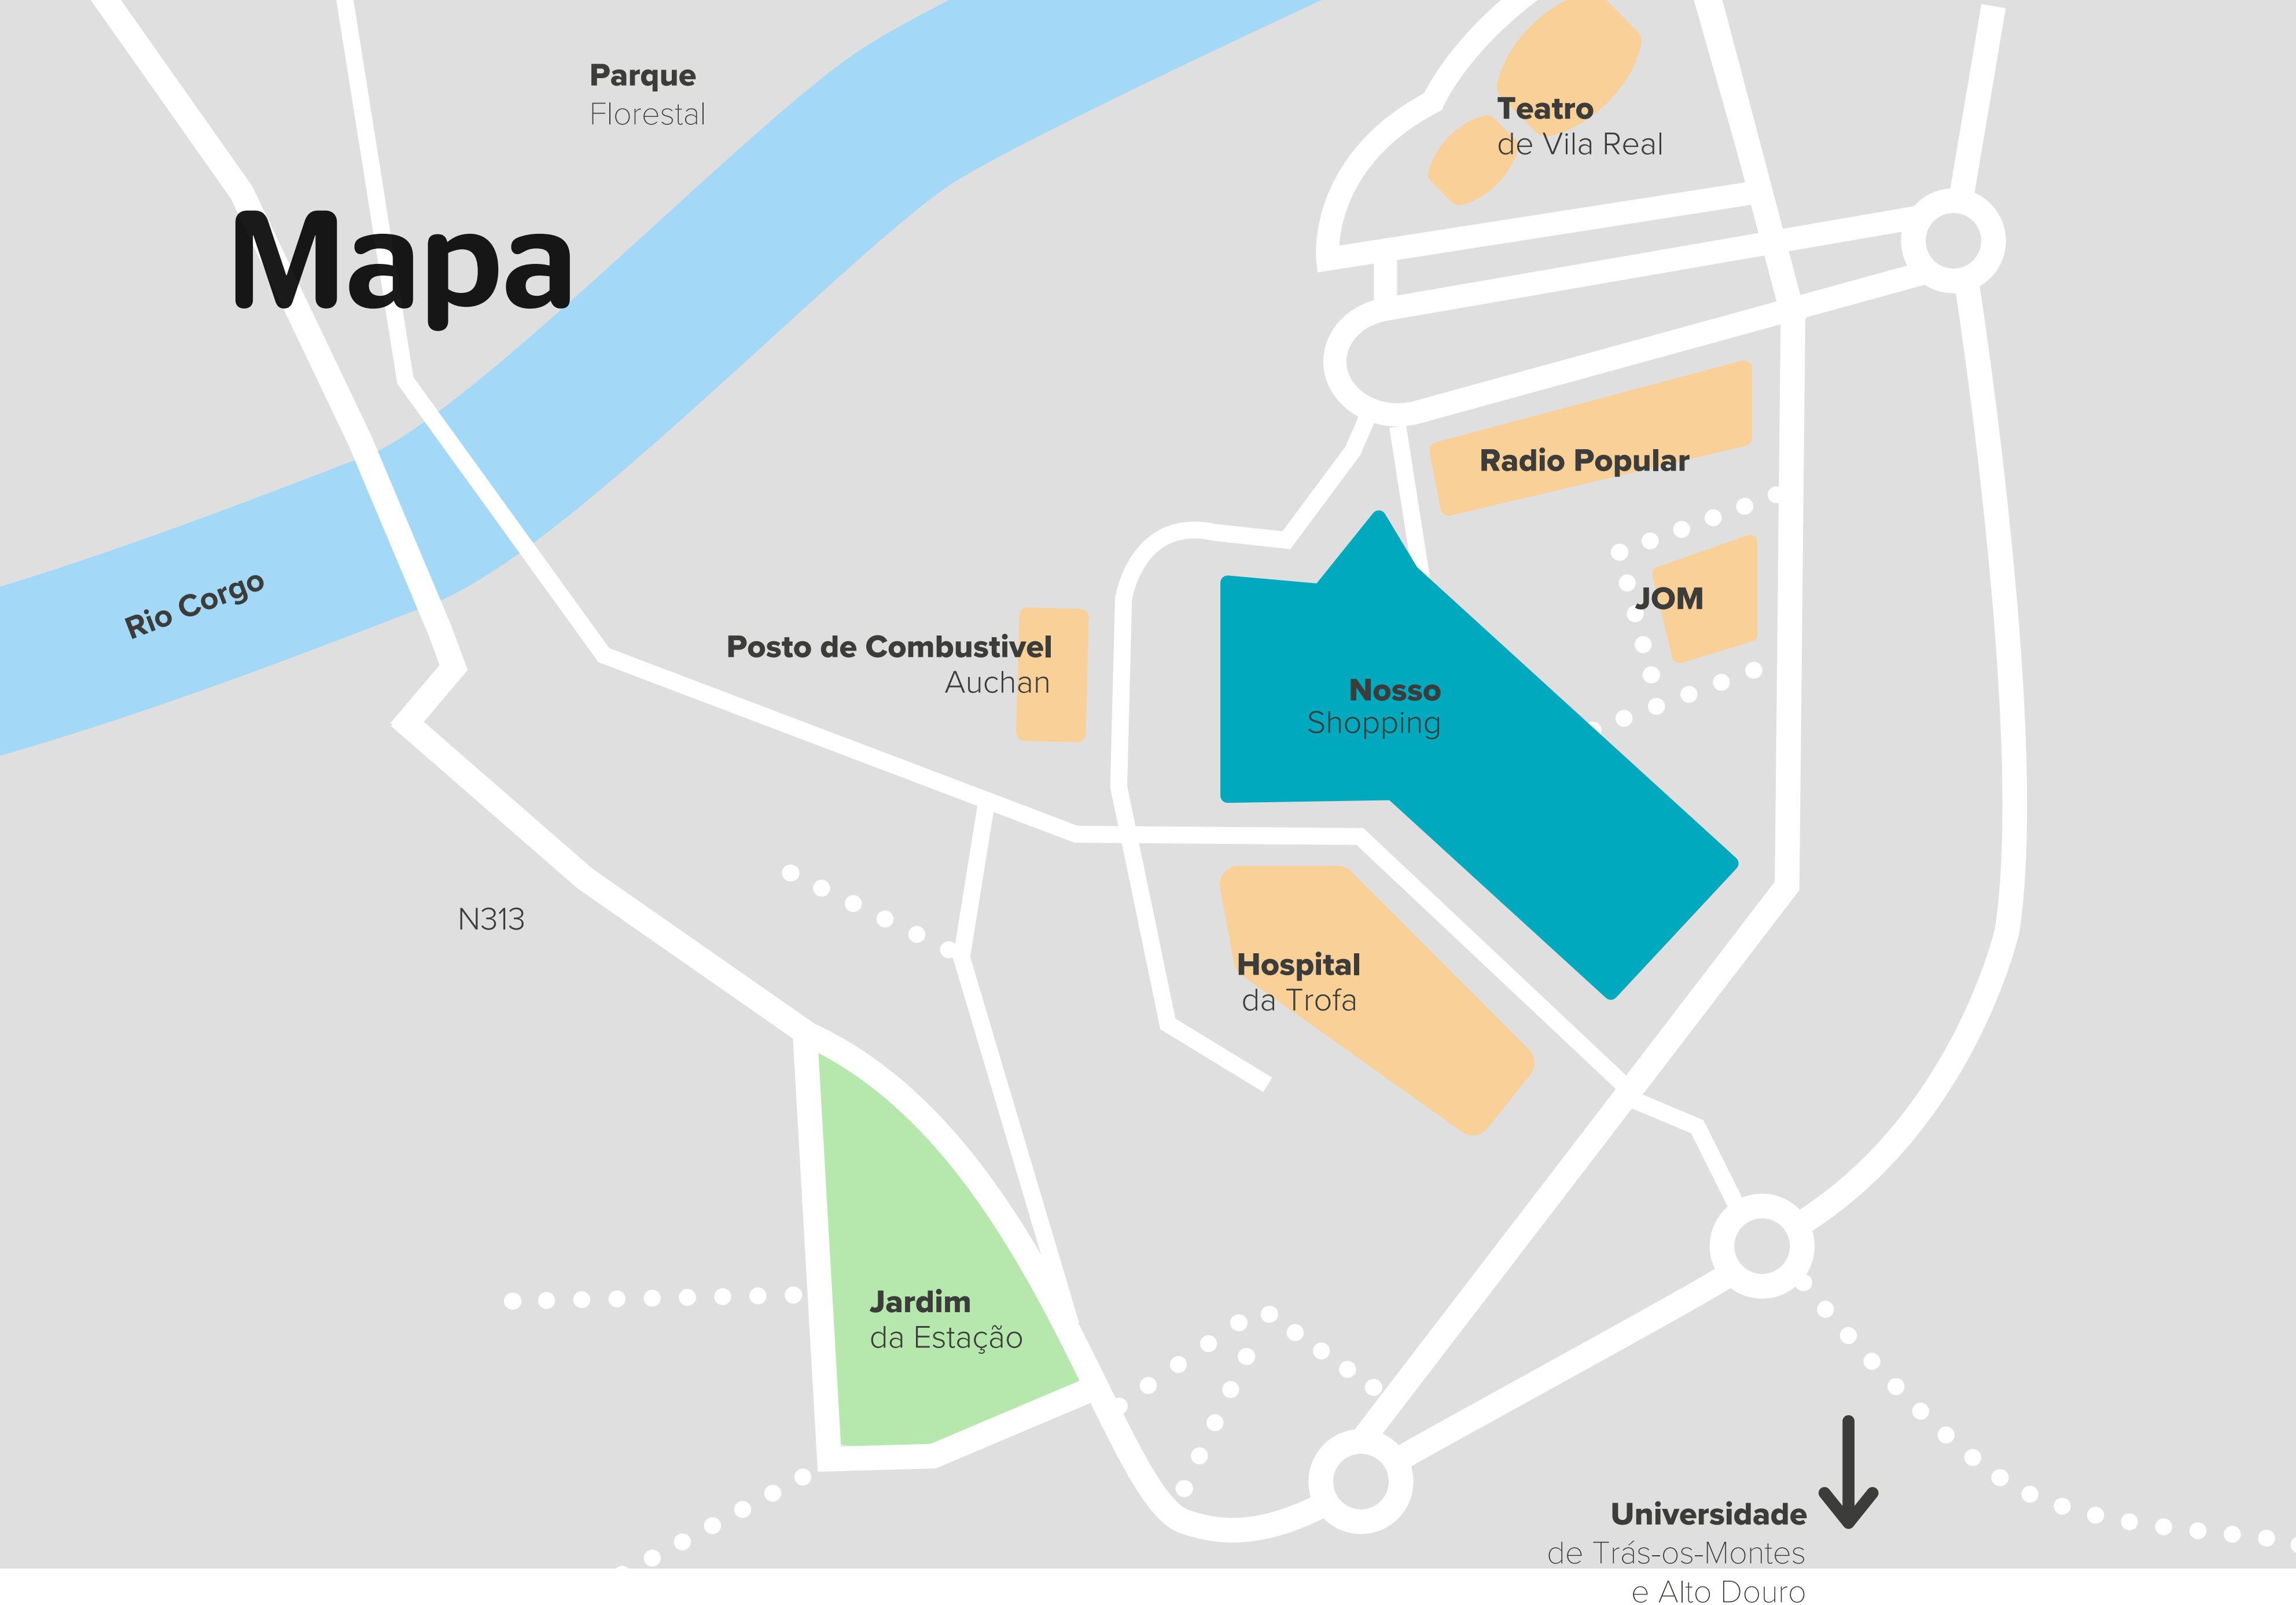 Parque
Florestal
Teatro
de Vila Real
Mapa
Radio Popular
Rio Corgo
JOM
Posto de Combustivel
Auchan
Nosso
Shopping
N313
Hospital
da Trofa
Jardim
da Estação
Universidade
de Trás-os-Montes
e Alto Douro